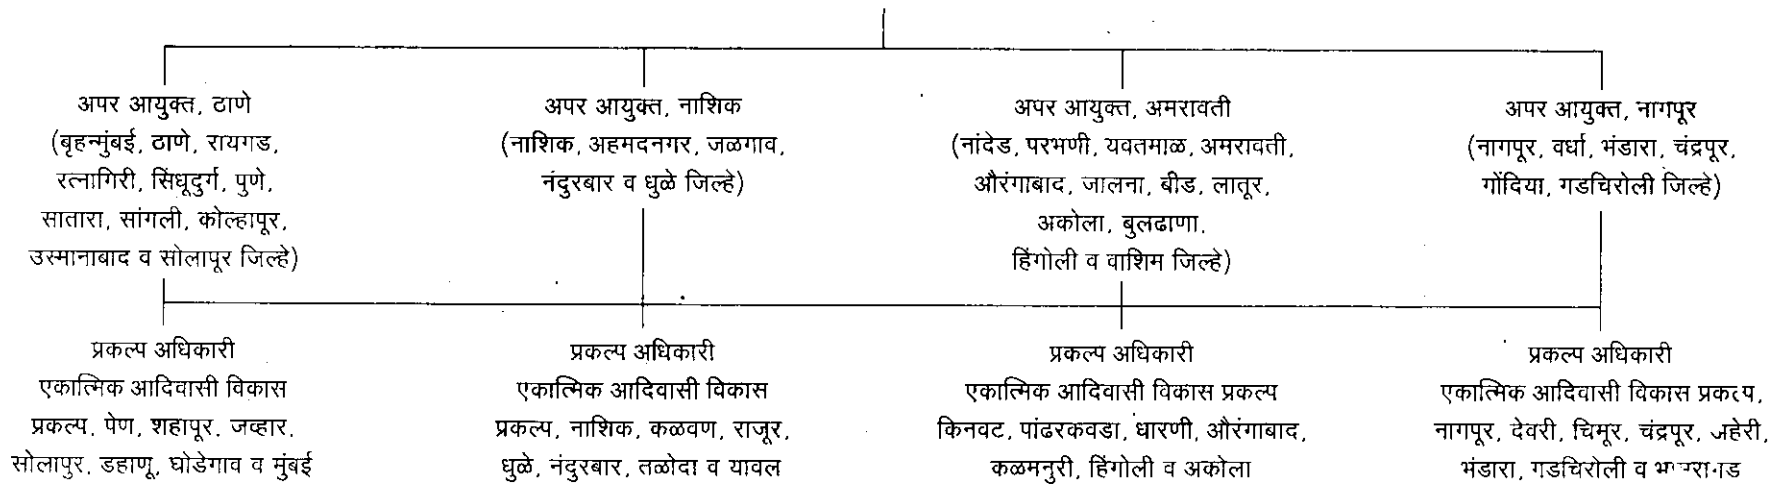 अपर आयुक्त, ठाणे
(बृहन्मुंबई, ठाणे, रायगड,
रत्नागिरी, सिंधूदुर्ग, पुणे,
सातारा, सांगली, कोल्हापूर,
उस्मानाबाद व सोलापूर जिल्हे)
अपर आयुक्त, नाशिक
(नाशिक, अहमदनगर, जळगाव,
नंदुरबार व धुळे जिल्हे)
अपर आयुक्त, अमरावती
(नांदेड, परभणी, यवतमाळ, अमरावती,
औरंगाबाद, जालना, बीड, लातूर,
अकोला, बुलढाणा,
हिंगोली व वाशिम जिल्हे)
अपर आयुक्त, नागपूर
(नागपूर, वर्धा, भंडारा, चंद्रपूर,
गोंदिया, गडचिरोली जिल्हे)
प्रकल्प अधिकारी
एकात्मिक आदिवासी विकास
प्रकल्प, पेण, शहापूर, जव्हार,
सोलापूर, डहाणू, घोडेगाव व मुंबई
प्रकल्प अधिकारी
एकात्मिक आदिवासी विकास
प्रकल्प, नाशिक, कळवण, राजूर,
धुळे, नंदुरबार, तळोदा व यावल
प्रकल्प अधिकारी
एकात्मिक आदिवासी विकास प्रकल्प
किनवट, पांढरकवडा, धारणी, औरंगाबाद,
कळमनुरी, हिंगोली व अकोला
प्रकल्प अधिकारी
एकात्मिक आदिवासी विकास प्रकल्प,
नागपूर, देवरी, चिमूर, चंद्रपूर, अहेरी,
भंडारा, गडचिरोली व